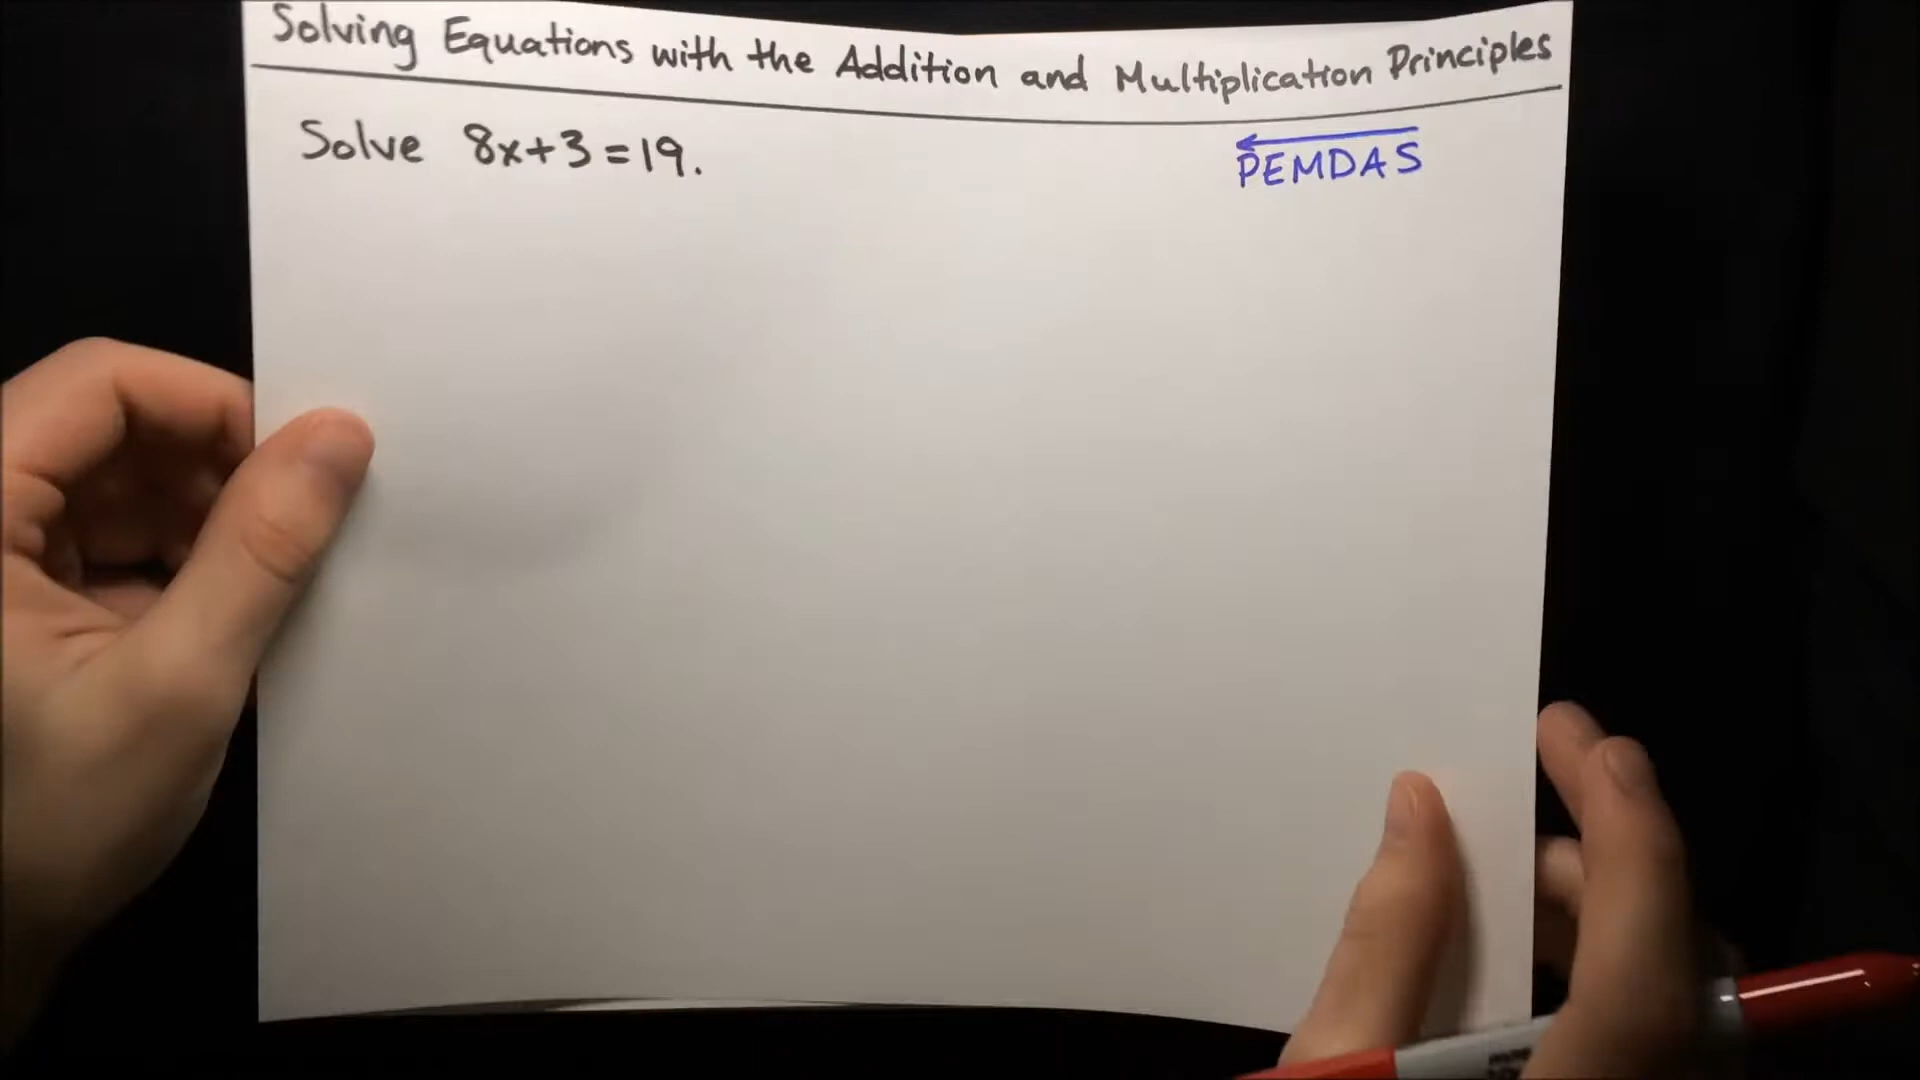 Solving Equations with the Addition and Multiplication Principles
Solve 8x+3=19.
PEMDAS